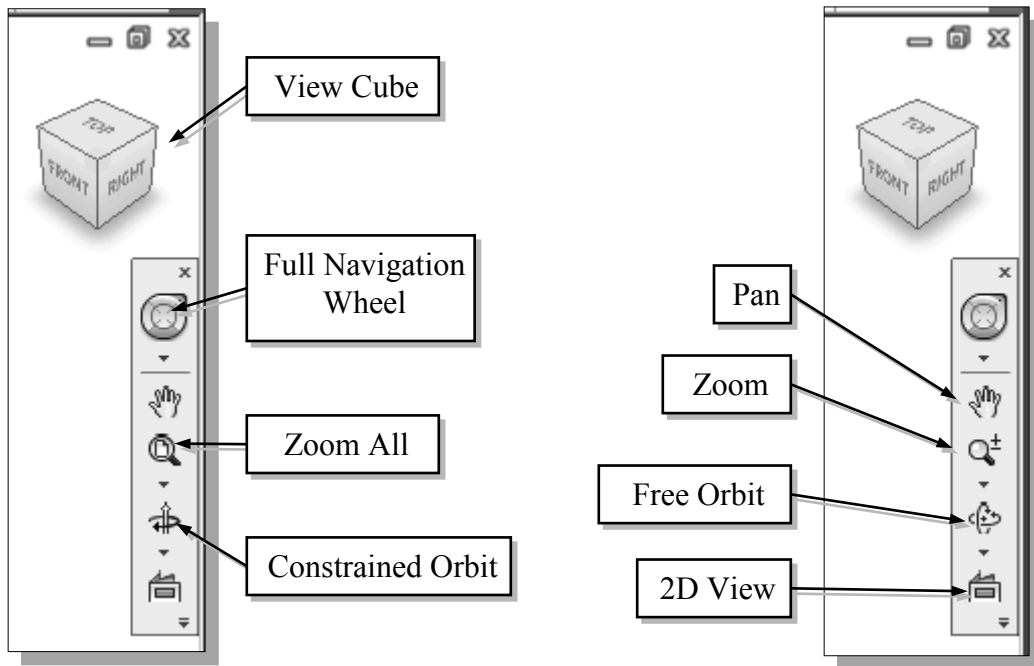 View Cube
TOP
FRONT
RIGHT
Full Navigation
Wheel
Zoom All
Constrained Orbit
TOP
FRONT
RIGHT
Pan
Zoom
Free Orbit
2D View